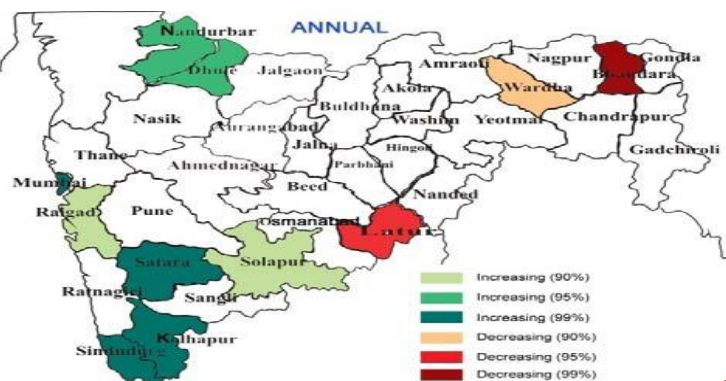 ANNUAL
Nandurbar
Dhule
Jalgaon
Amraoti
Nagpur
Gondia
Bhandara
Akola
Wardha
Buldhana
Nasik
Washim
Yeotmal
Chandrapur
Aurangabad
Jalna
Hingoli
Thane
Ahmednagar
Parbhani
Gadchiroli
Mumbai
Beed
Nanded
Raigad
Pune
Osmanabad
Latur
Satara
Solapur
Ratnagiri
Sangli
Kolhapur
Sindudurg
Increasing (90%)
Increasing (95%)
Increasing (99%)
Decreasing (90%)
Decreasing (95%)
Decreasing (99%)